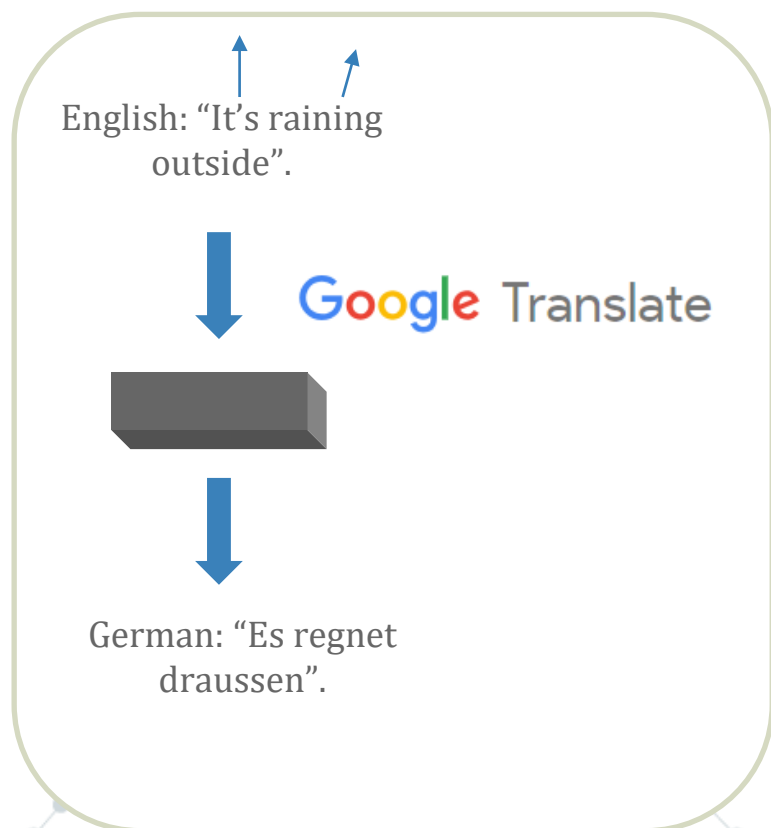 English: “It’s raining
outside”.
Google Translate
German: “Es regnet
draussen”.